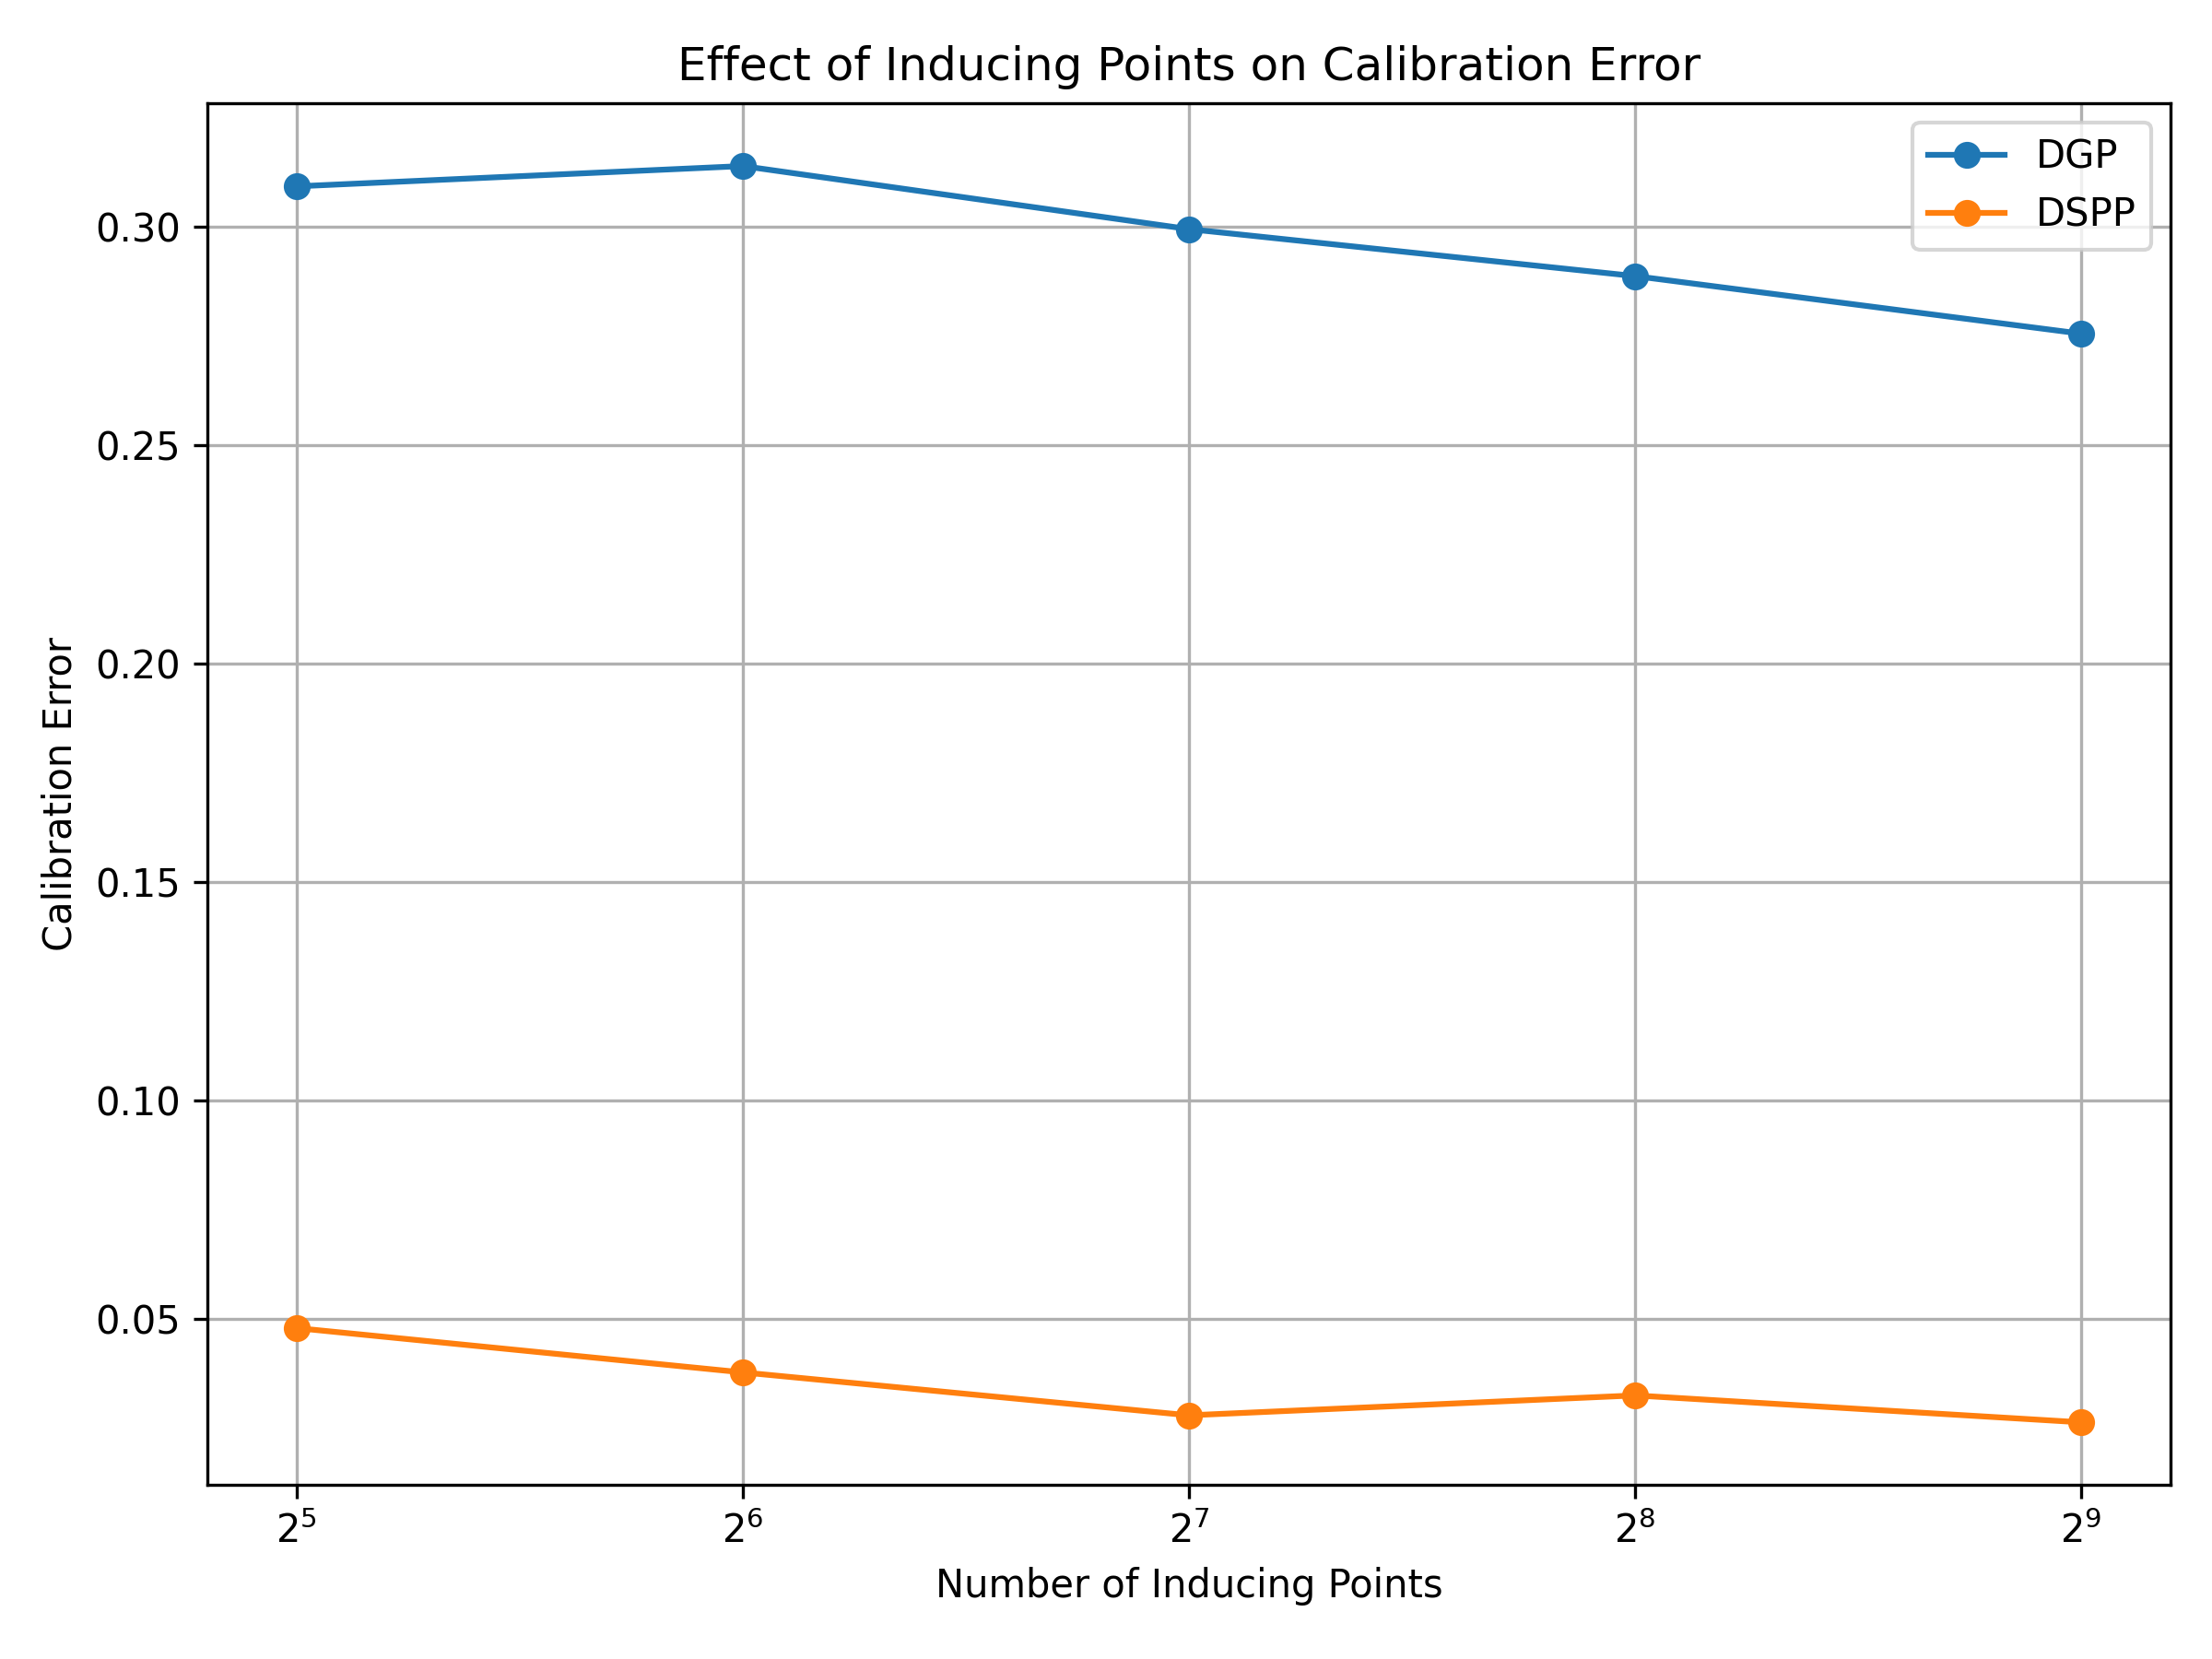 Effect of Inducing Points on Calibration Error
DGP
DSPP
0.30
0.25
0.20
0.15
0.10
0.05
Calibration Error
2⁵ 2⁶ 2⁷ 2⁸ 2⁹
Number of Inducing Points